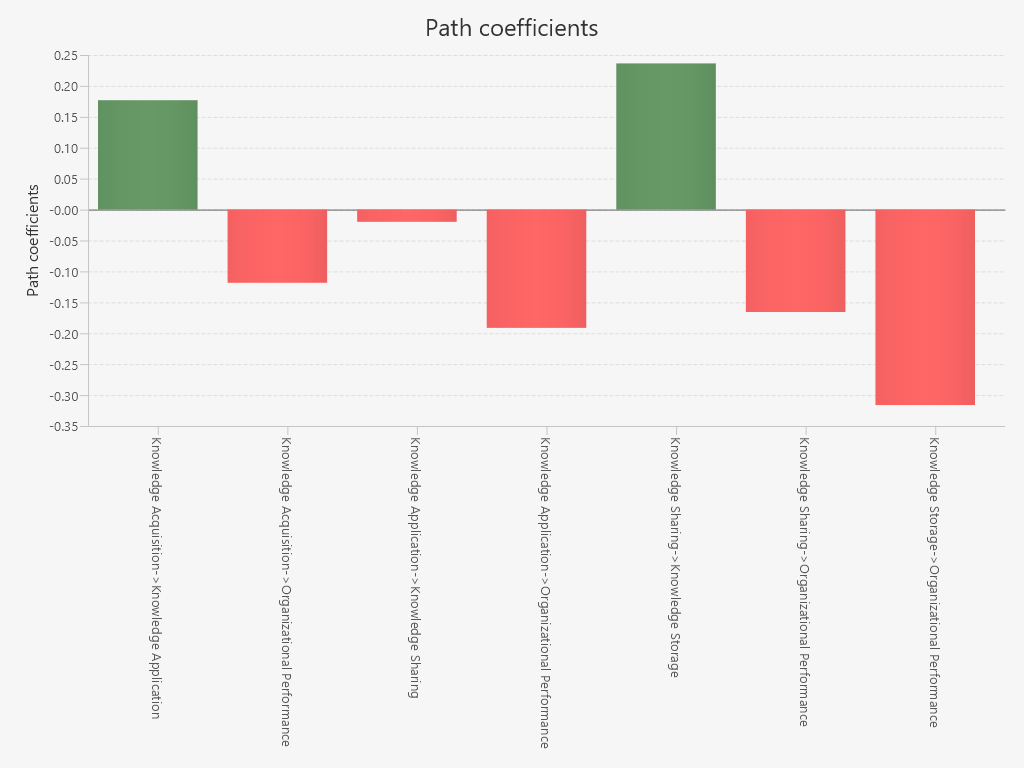 Path coefficients
Path coefficients
0.25
0.20
0.15
0.10
0.05
-0.00
-0.05
-0.10
-0.15
-0.20
-0.25
-0.30
-0.35
Knowledge Acquisition->Knowledge Application
Knowledge Acquisition->Organizational Performance
Knowledge Application->Knowledge Sharing
Knowledge Application->Organizational Performance
Knowledge Sharing->Knowledge Storage
Knowledge Sharing->Organizational Performance
Knowledge Storage->Organizational Performance